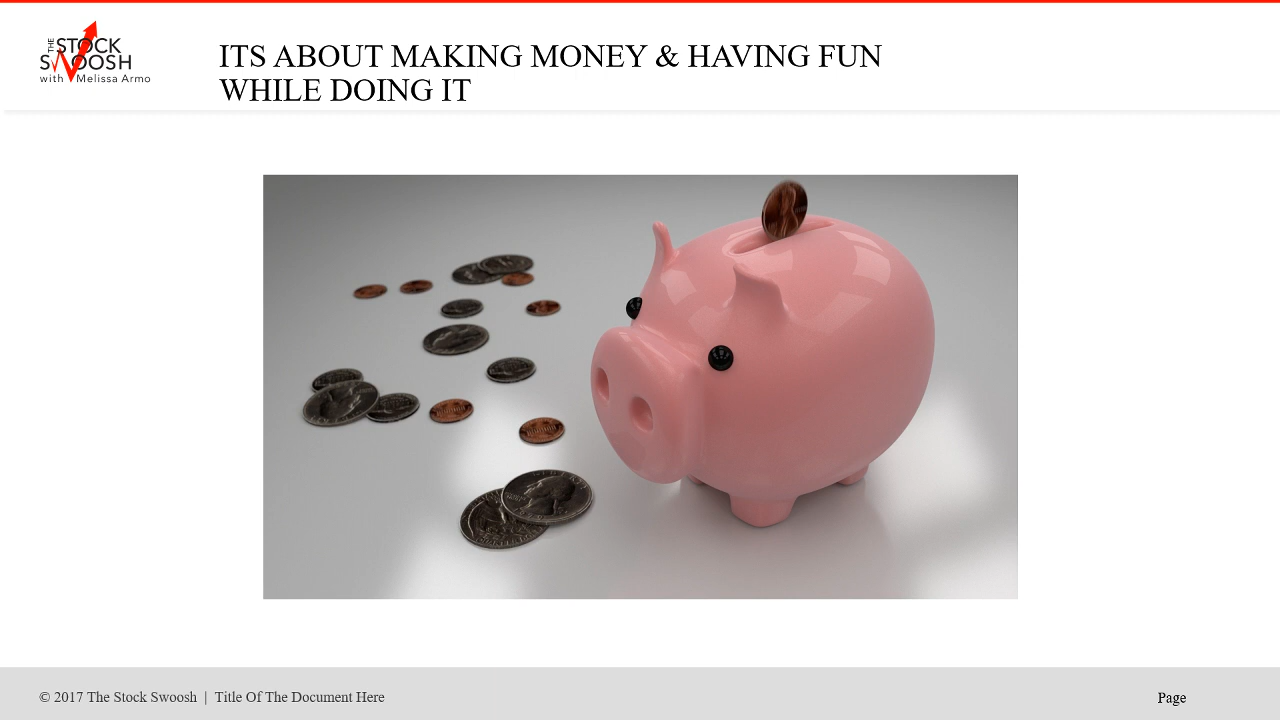 THE
STOCK
SWOOSH
with Melissa Armo
ITS ABOUT MAKING MONEY & HAVING FUN
WHILE DOING IT
© 2017 The Stock Swoosh | Title Of The Document Here
Page